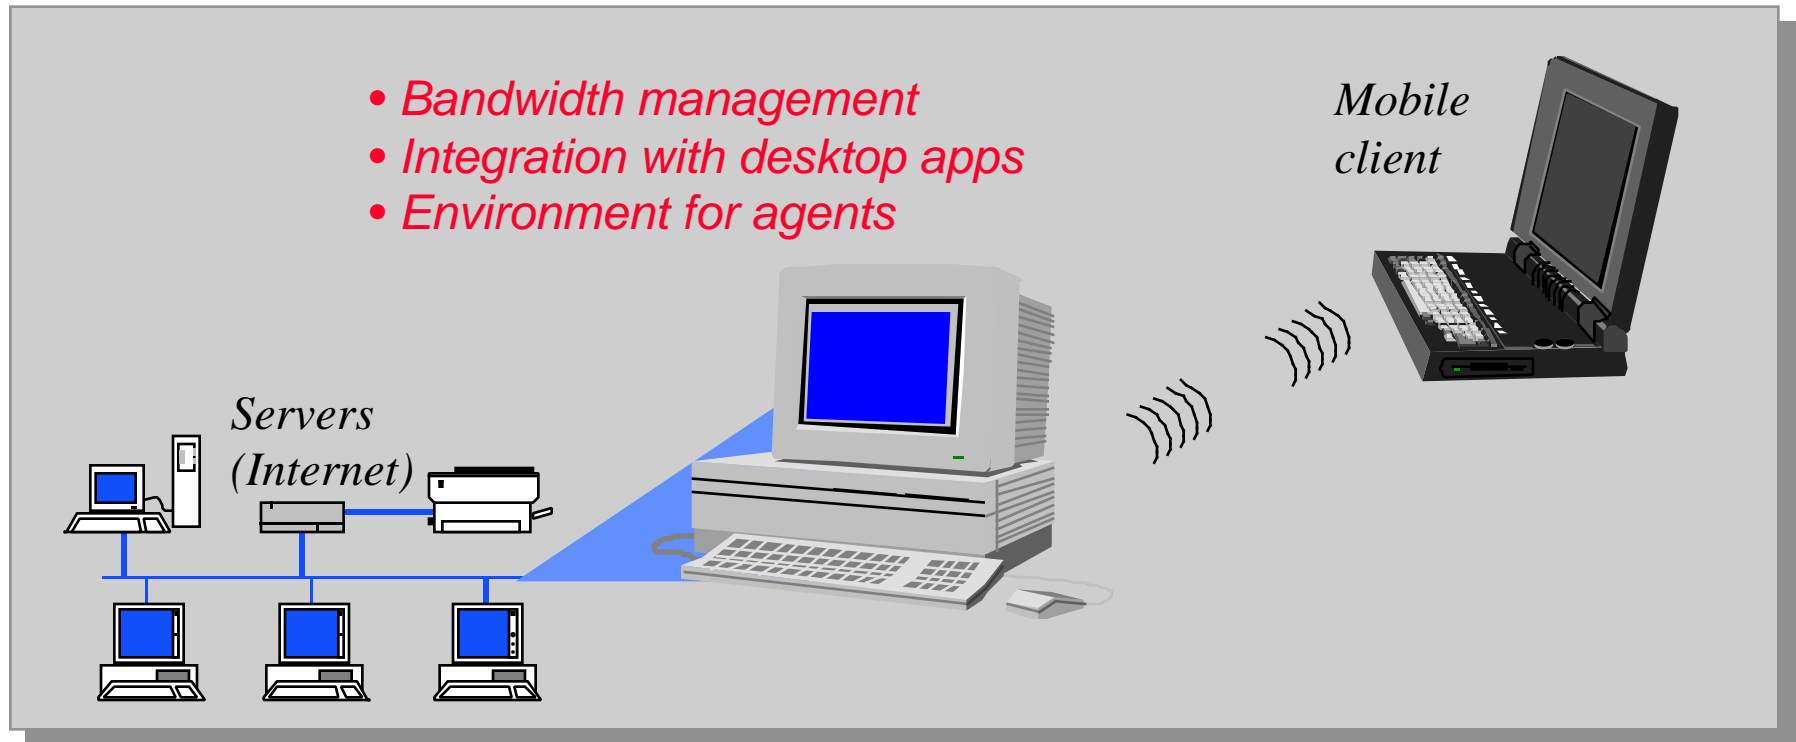 • Bandwidth management
• Integration with desktop apps
• Environment for agents
Mobile
client
Servers
(Internet)